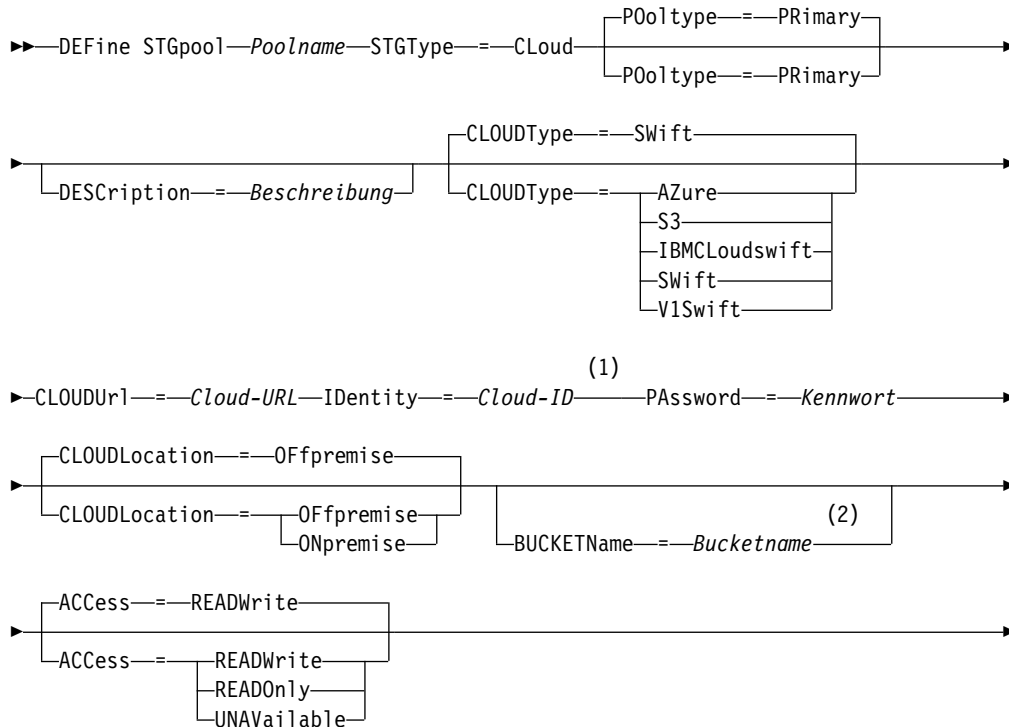 POoltype = PRimary
DEFine STGpool Poolname STGType = CLoud
POoltype = PRimary
CLOUDType = SWift
DESCription = Beschreibung
CLOUDType = AZure
S3
IBMCLoudswift
SWift
V1Swift
(1)
CLOUDUrl = Cloud-URL IDentity = Cloud-ID PAssword = Kennwort
CLOUDLocation = OFfpremise
CLOUDLocation = OFfpremise
ONpremise
(2)
BUCKETName = Bucketname
ACCess = READWrite
ACCess = READWrite
READOnly
UNAVailable